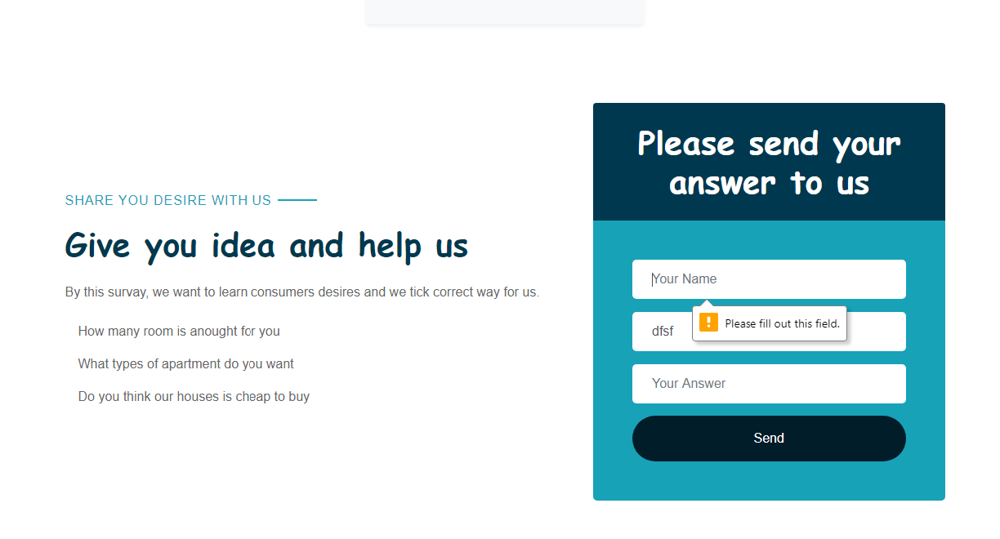 SHARE YOU DESIRE WITH US
Give you idea and help us
By this survay, we want to learn consumers desires and we tick correct way for us.
How many room is anought for you
What types of apartment do you want
Do you think our houses is cheap to buy
Please send your
answer to us
Your Name
Please fill out this field.
dfsf
Your Answer
Send